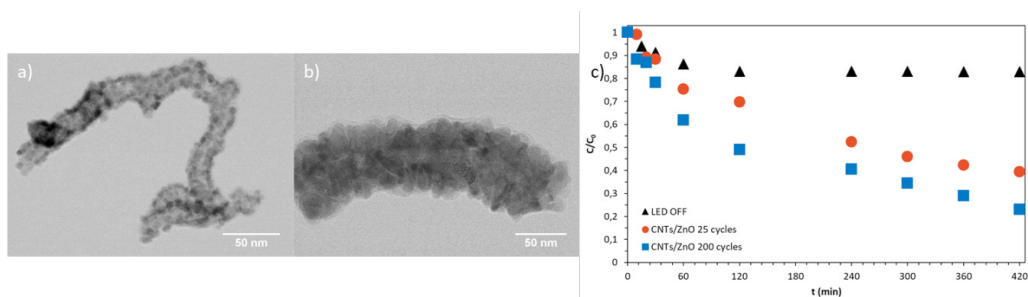 a)
50 nm
b)
50 nm
c)
c/c₀
1
0,9
0,8
0,7
0,6
0,5
0,4
0,3
0,2
0,1
0
▲ LED OFF
● CNTs/ZnO 25 cycles
■ CNTs/ZnO 200 cycles
0 60 120 180 240 300 360 420
t (min)